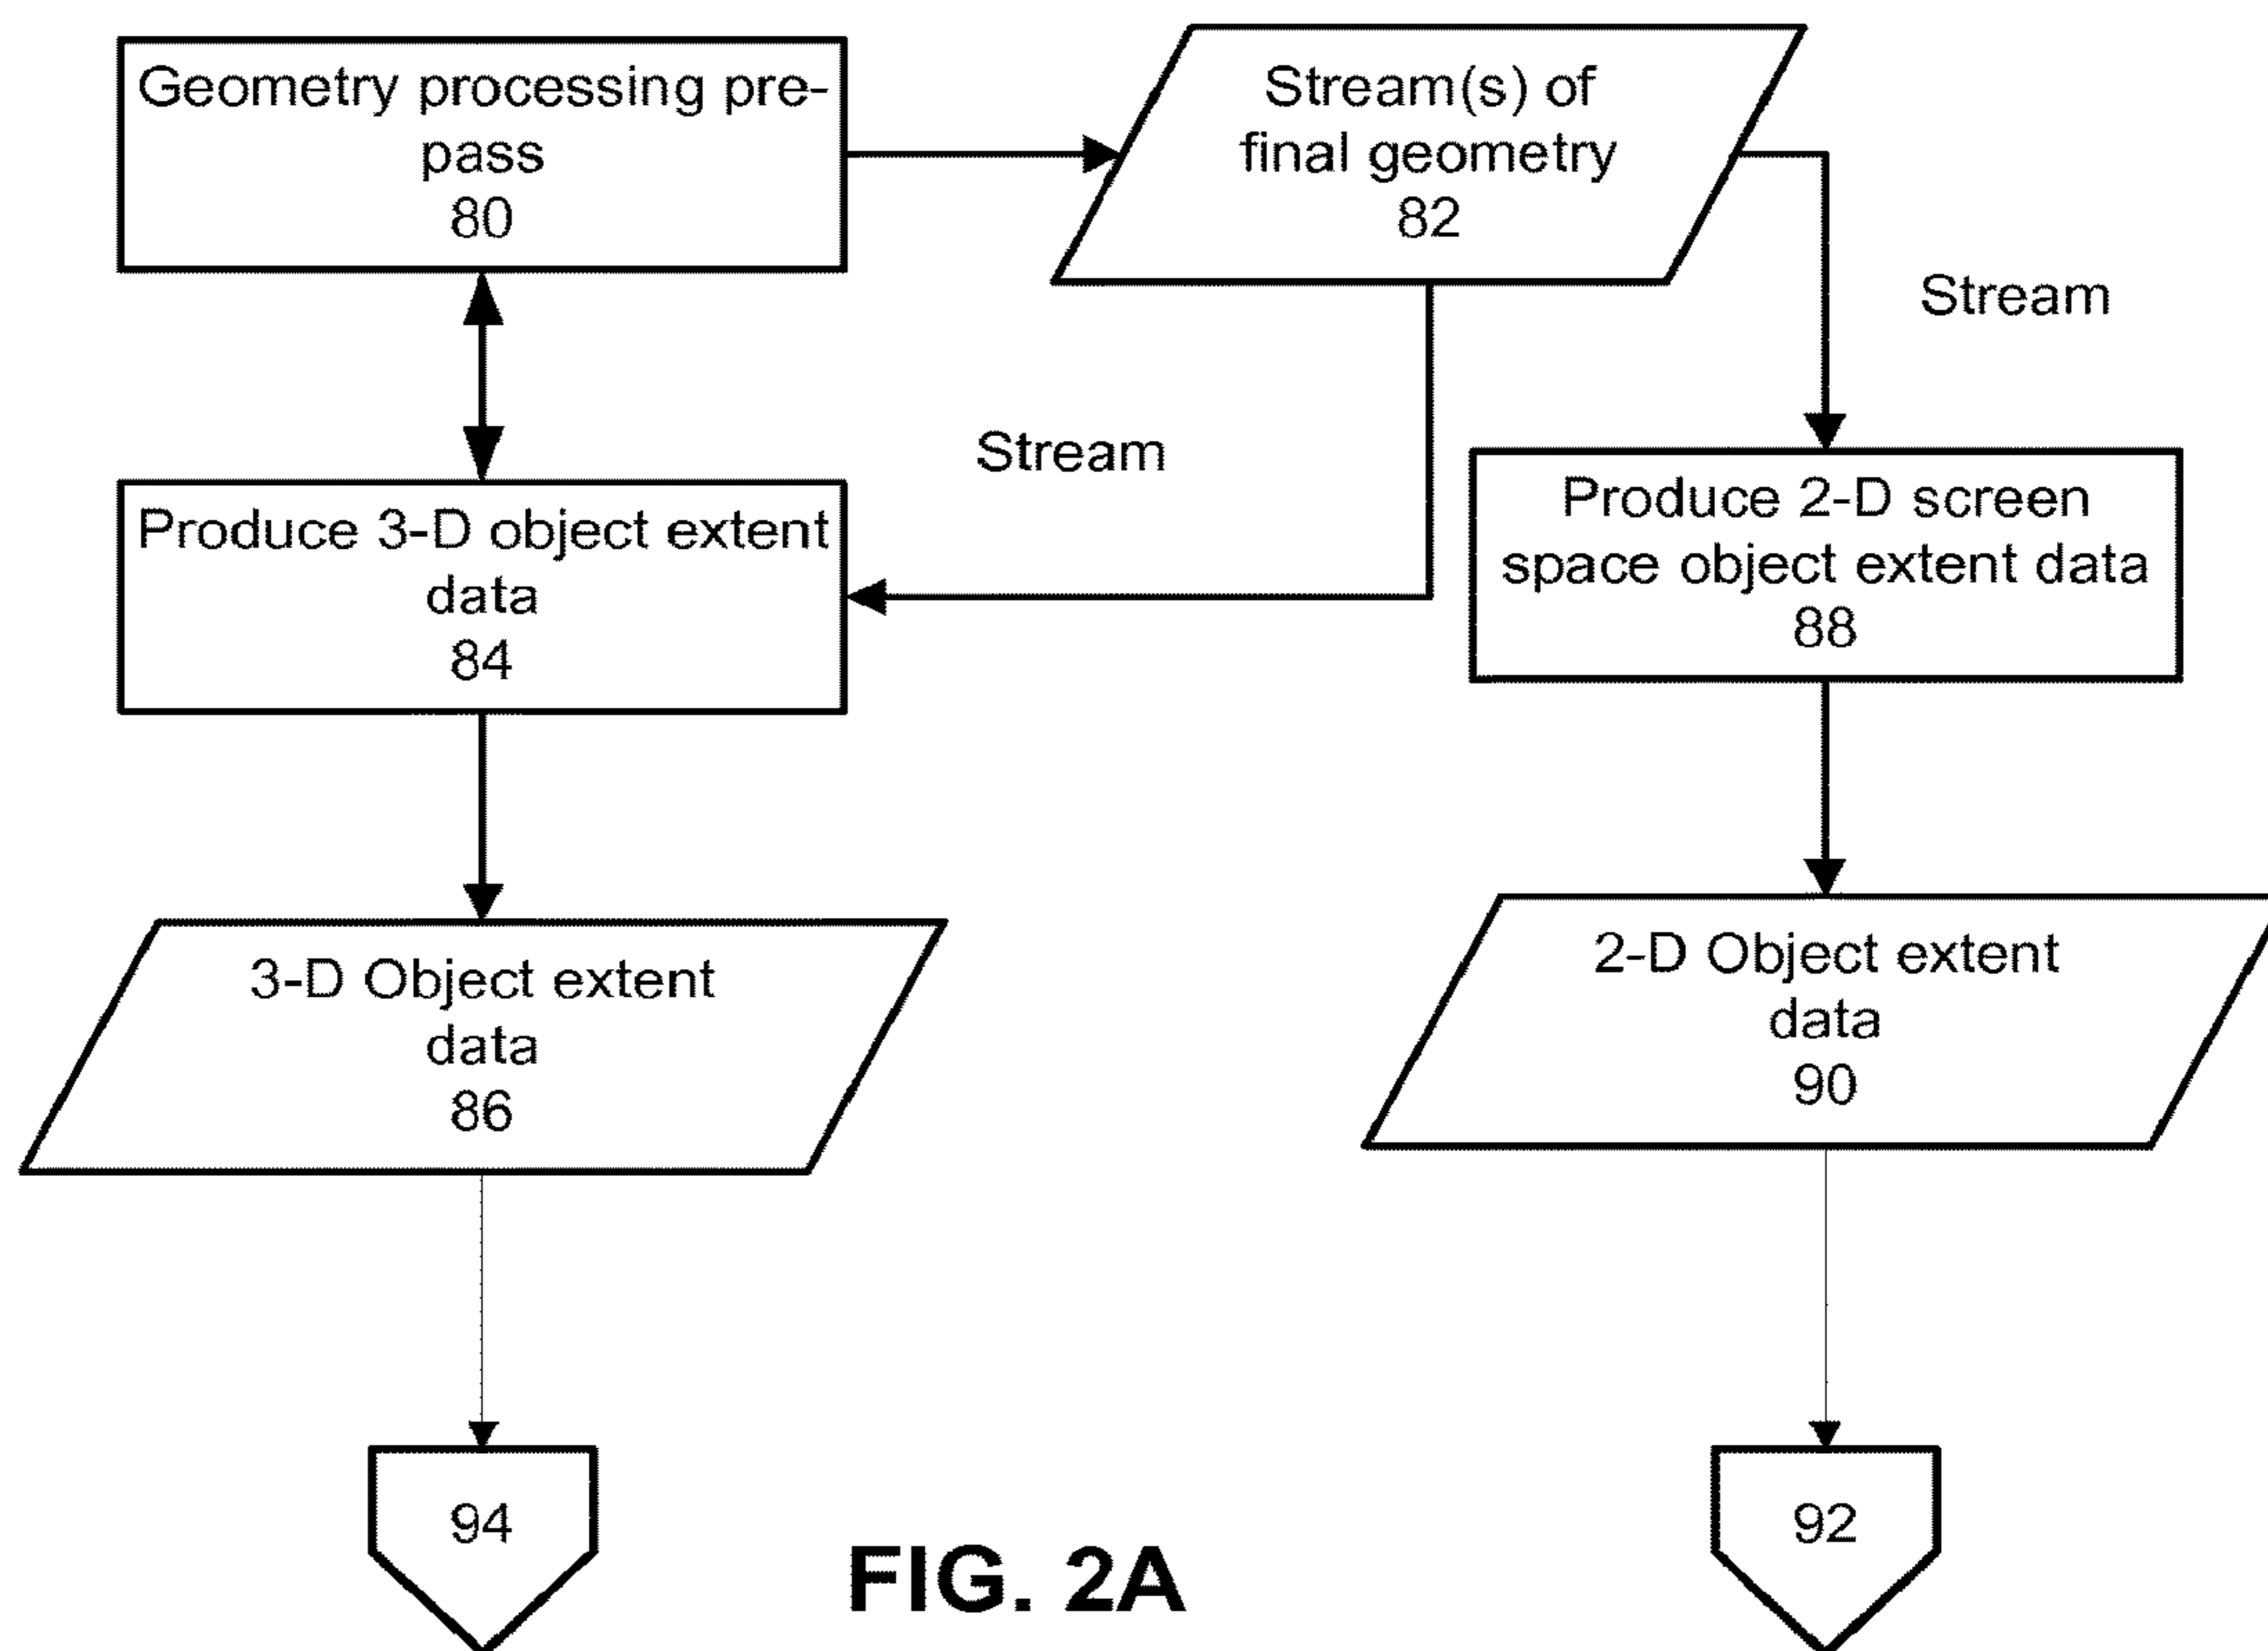 Geometry processing pre-
pass
80
Stream(s) of
final geometry
82
Stream
Stream
Produce 3-D object extent
data
84
Produce 2-D screen
space object extent data
88
3-D Object extent
data
86
2-D Object extent
data
90
94
92
FIG. 2A